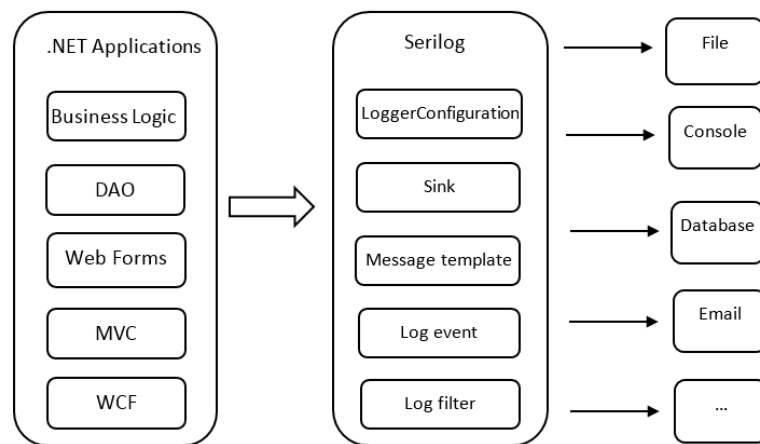 .NET Applications
Business Logic
DAO
Web Forms
MVC
WCF
Serilog
LoggerConfiguration
Sink
Message template
Log event
Log filter
File
Console
Database
Email
...